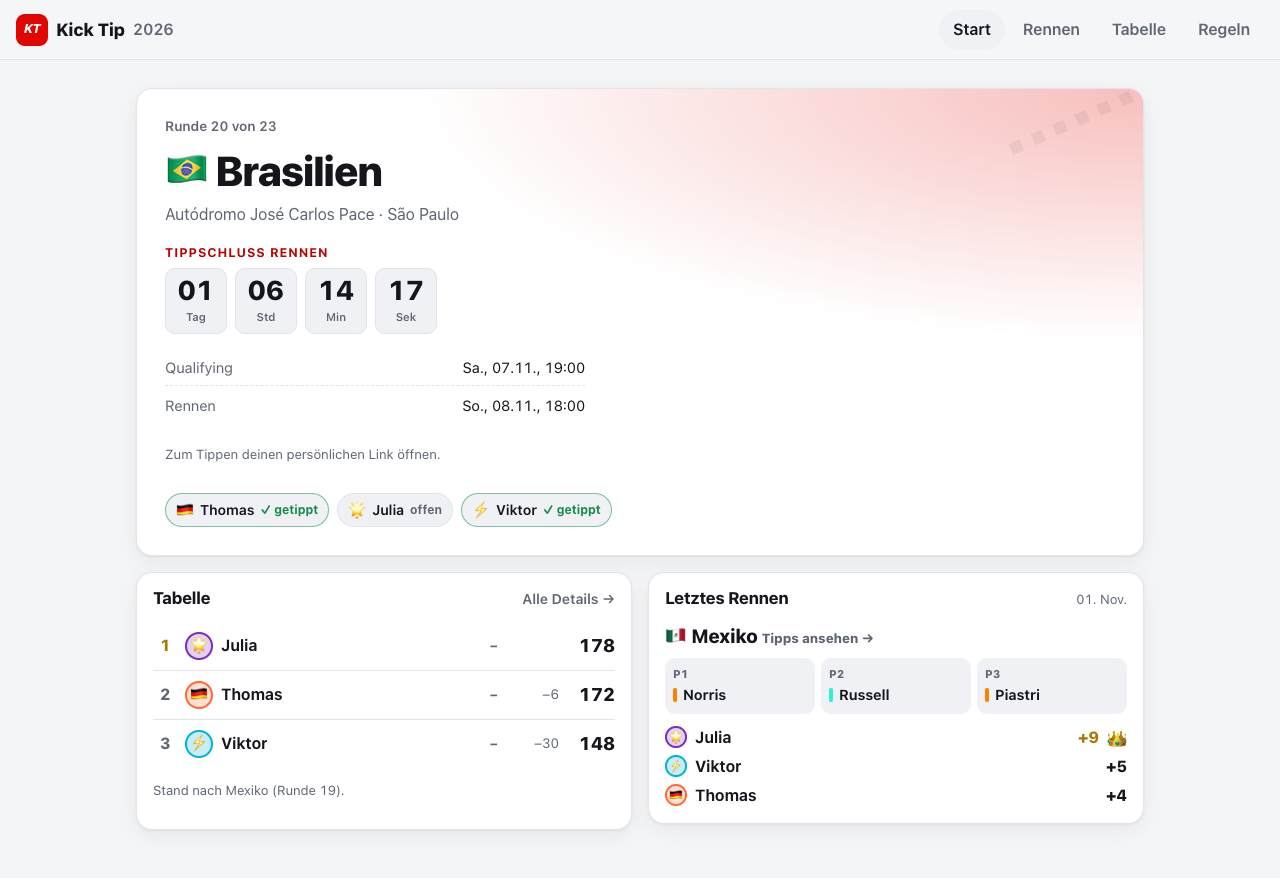 KT Kick Tip 2026 Start Rennen Tabelle Regeln
Runde 20 von 23
Brasilien
Autódromo José Carlos Pace · São Paulo
TIPPSCHLUSS RENNEN
01 06 14 17
Tag Std Min Sek
Qualifying Sa., 07.11., 19:00
Rennen So., 08.11., 18:00
Zum Tippen deinen persönlichen Link öffnen.
Thomas ✓ getippt Julia offen Viktor ✓ getippt
Tabelle Alle Details →
1 Julia – 178
2 Thomas – –6 172
3 Viktor – –30 148
Stand nach Mexiko (Runde 19).
Letztes Rennen 01. Nov.
Mexiko Tipps ansehen →
P1 P2 P3
Norris Russell Piastri
Julia +9
Viktor +5
Thomas +4